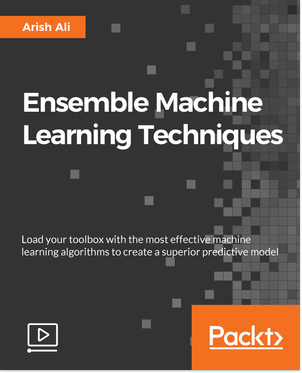 Arish Ali
Ensemble Machine
Learning Techniques
Load your toolbox with the most effective machine
learning algorithms to create a superior predictive model
Packt>